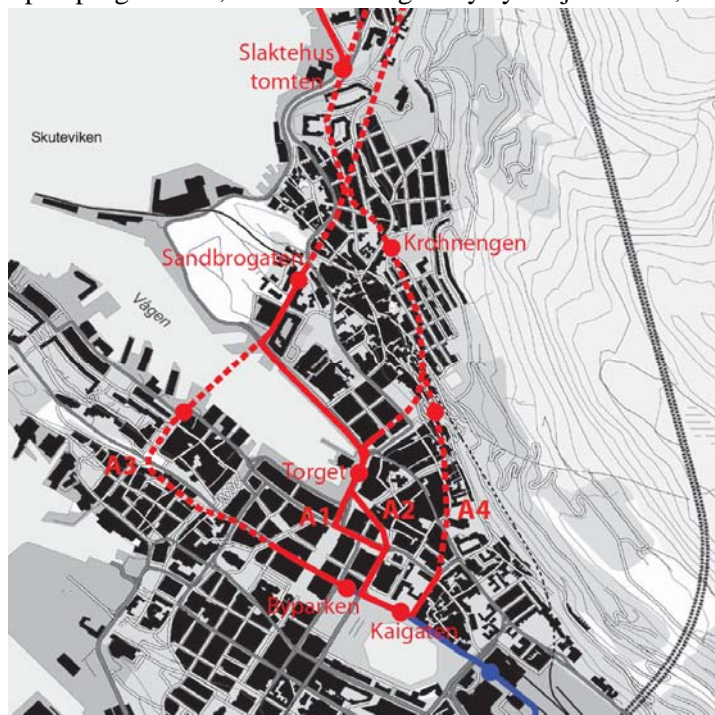 Slaktehus
tomten
Skuteviken
Krohnengen
Sandbrogaten
Vågen
A3
Torget
A1
A2
A4
Byparken
Kaigaten